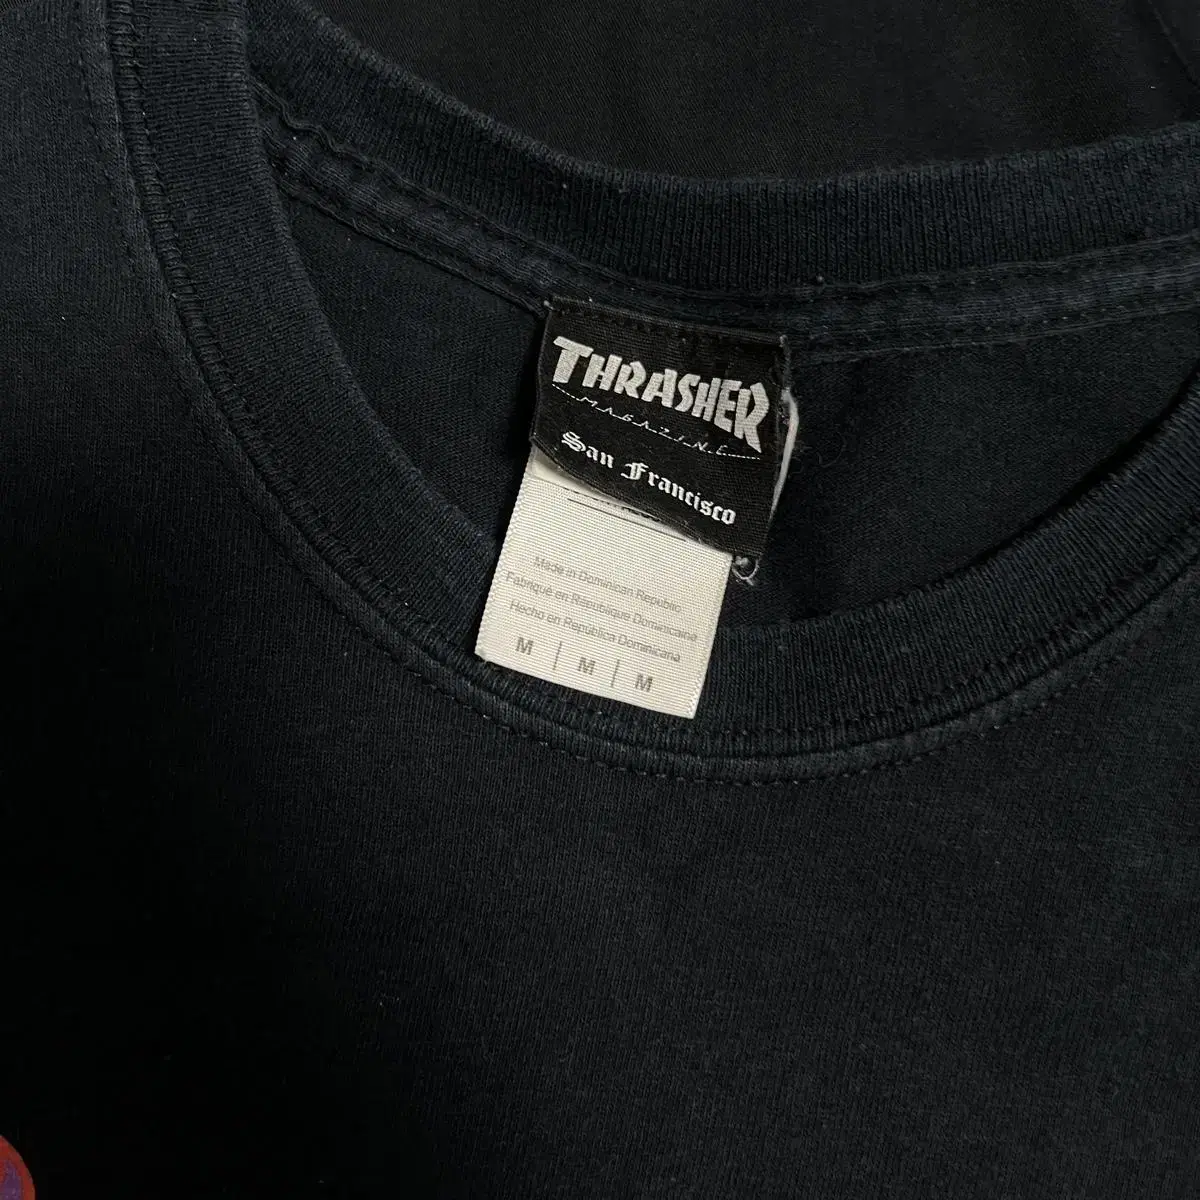 THRASHER
MAGAZINE
San Francisco
Made in Dominican Republic
Fabriqué en République Dominicaine
Hecho en República Dominicana
M | M | M